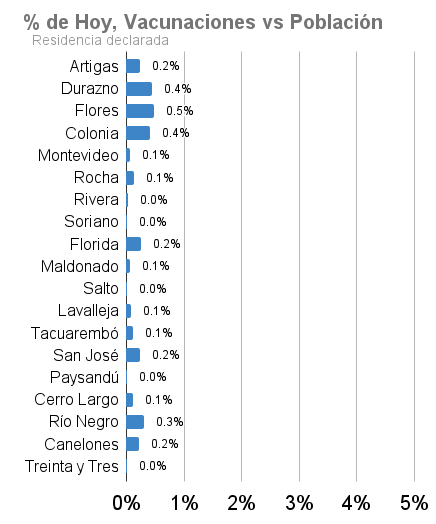 % de Hoy, Vacunaciones vs Población
Residencia declarada
Artigas 0.2%
Durazno 0.4%
Flores 0.5%
Colonia 0.4%
Montevideo 0.1%
Rocha 0.1%
Rivera 0.0%
Soriano 0.0%
Florida 0.2%
Maldonado 0.1%
Salto 0.0%
Lavalleja 0.1%
Tacuarembó 0.1%
San José 0.2%
Paysandú 0.0%
Cerro Largo 0.1%
Río Negro 0.3%
Canelones 0.2%
Treinta y Tres 0.0%
0% 1% 2% 3% 4% 5%